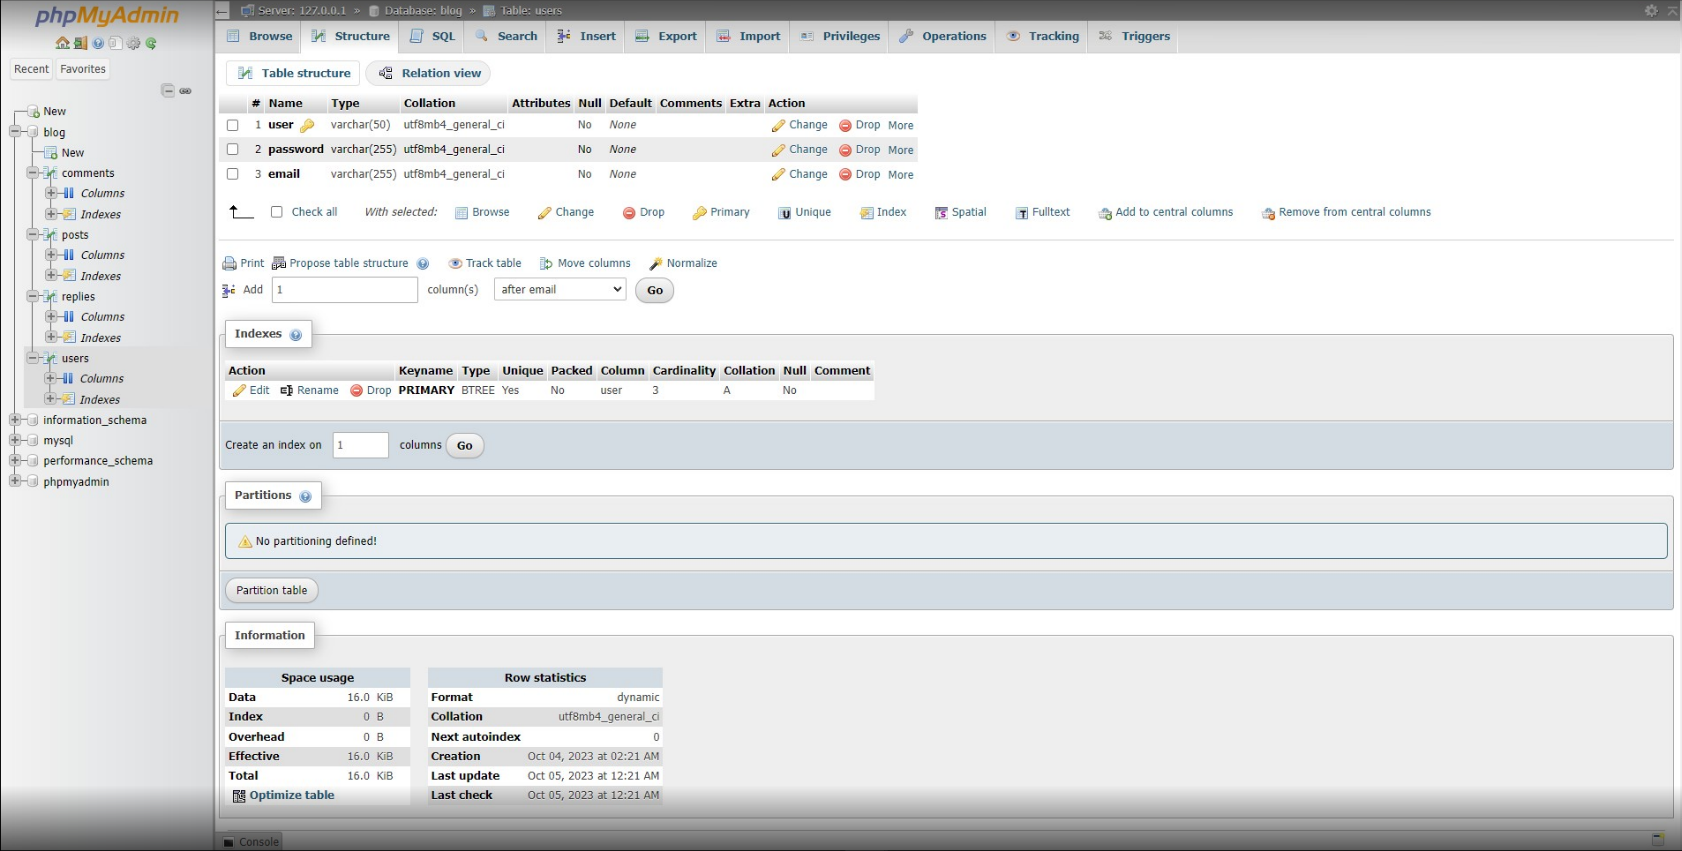 phpMyAdmin
Recent Favorites
New
blog
New
comments
Columns
Indexes
posts
Columns
Indexes
replies
Columns
Indexes
users
Columns
Indexes
information_schema
mysql
performance_schema
phpmyadmin
Server: 127.0.0.1 » Database: blog » Table: users
Browse Structure SQL Search Insert Export Import Privileges Operations Tracking Triggers
Table structure Relation view
# Name Type Collation Attributes Null Default Comments Extra Action
1 user varchar(50) utf8mb4_general_ci No None Change Drop More
2 password varchar(255) utf8mb4_general_ci No None Change Drop More
3 email varchar(255) utf8mb4_general_ci No None Change Drop More
Check all With selected: Browse Change Drop Primary Unique Index Spatial Fulltext Add to central columns Remove from central columns
Print Propose table structure Track table Move columns Normalize
Add 1 column(s) after email Go
Indexes
Action Keyname Type Unique Packed Column Cardinality Collation Null Comment
Edit Rename Drop PRIMARY BTREE Yes No user 3 A No
Create an index on 1 columns Go
Partitions
No partitioning defined!
Partition table
Information
Space usage
Data 16.0 KiB
Index 0 B
Overhead 0 B
Effective 16.0 KiB
Total 16.0 KiB
Optimize table
Row statistics
Format dynamic
Collation utf8mb4_general_ci
Next autoindex 0
Creation Oct 04, 2023 at 02:21 AM
Last update Oct 05, 2023 at 12:21 AM
Last check Oct 05, 2023 at 12:21 AM
Console